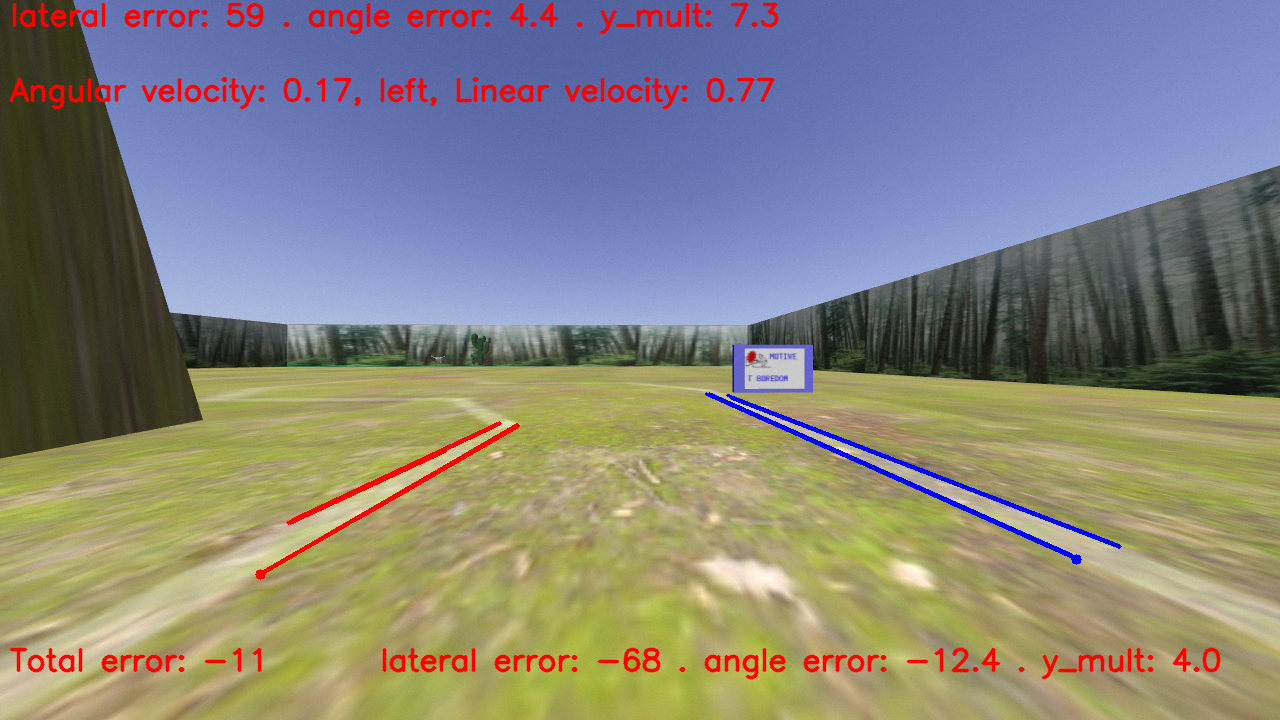 lateral error: 59 . angle error: 4.4 . y_mult: 7.3
Angular velocity: 0.17, left, Linear velocity: 0.77
MOTIVE
T BOREDOM
Total error: -11 lateral error: -68 . angle error: -12.4 . y_mult: 4.0